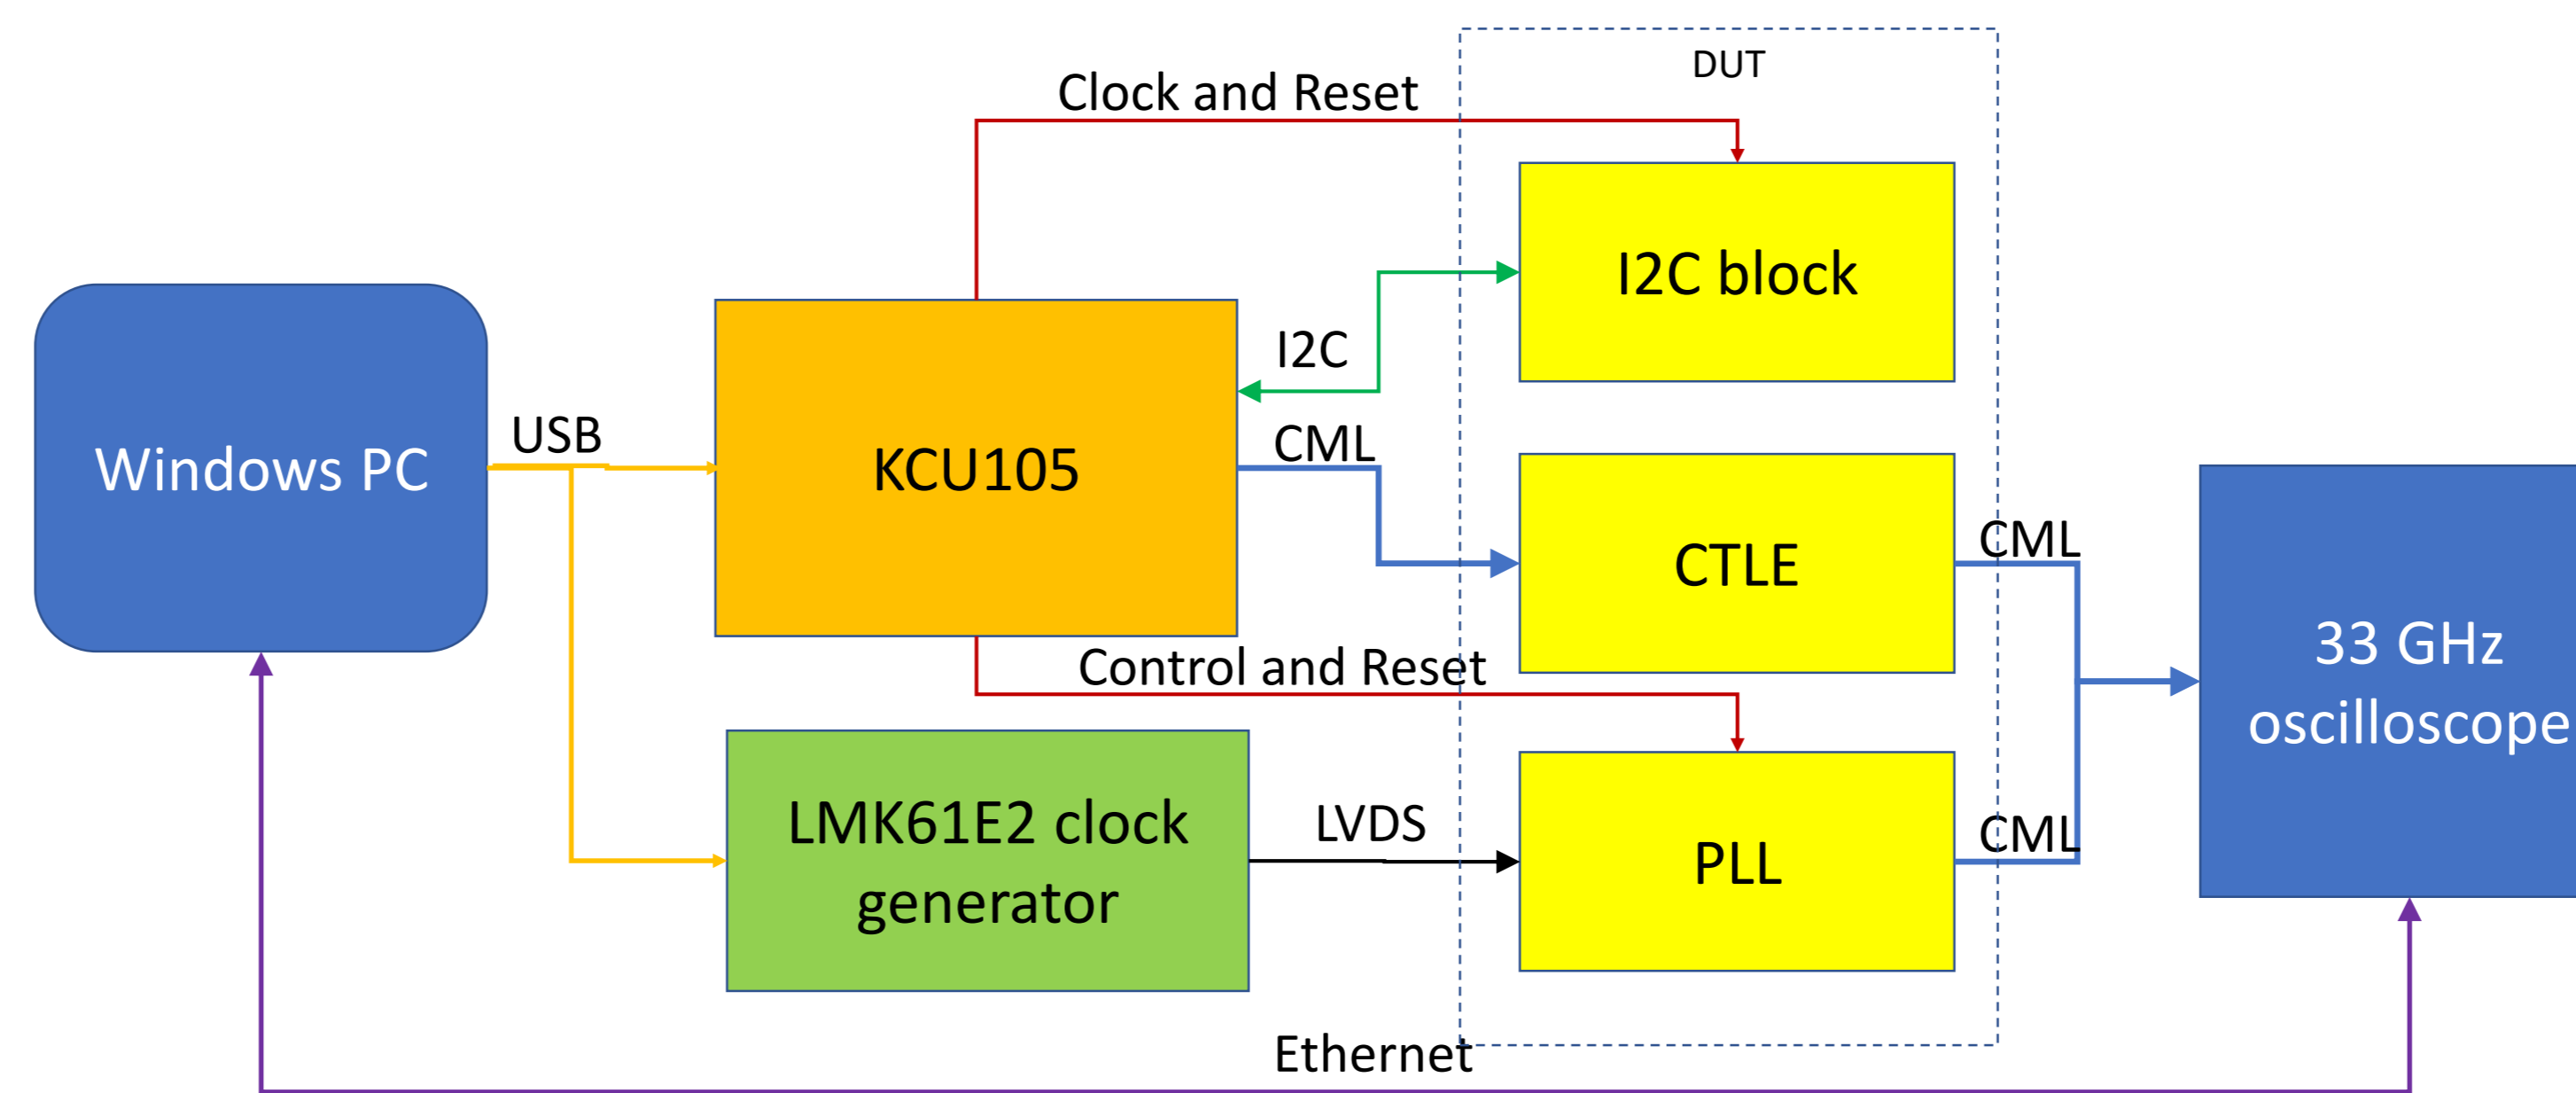 DUT
Clock and Reset
I2C block
I2C
USB
CML
Windows PC
KCU105
CTLE
CML
33 GHz
oscilloscope
Control and Reset
LMK61E2 clock
generator
LVDS
PLL
CML
Ethernet